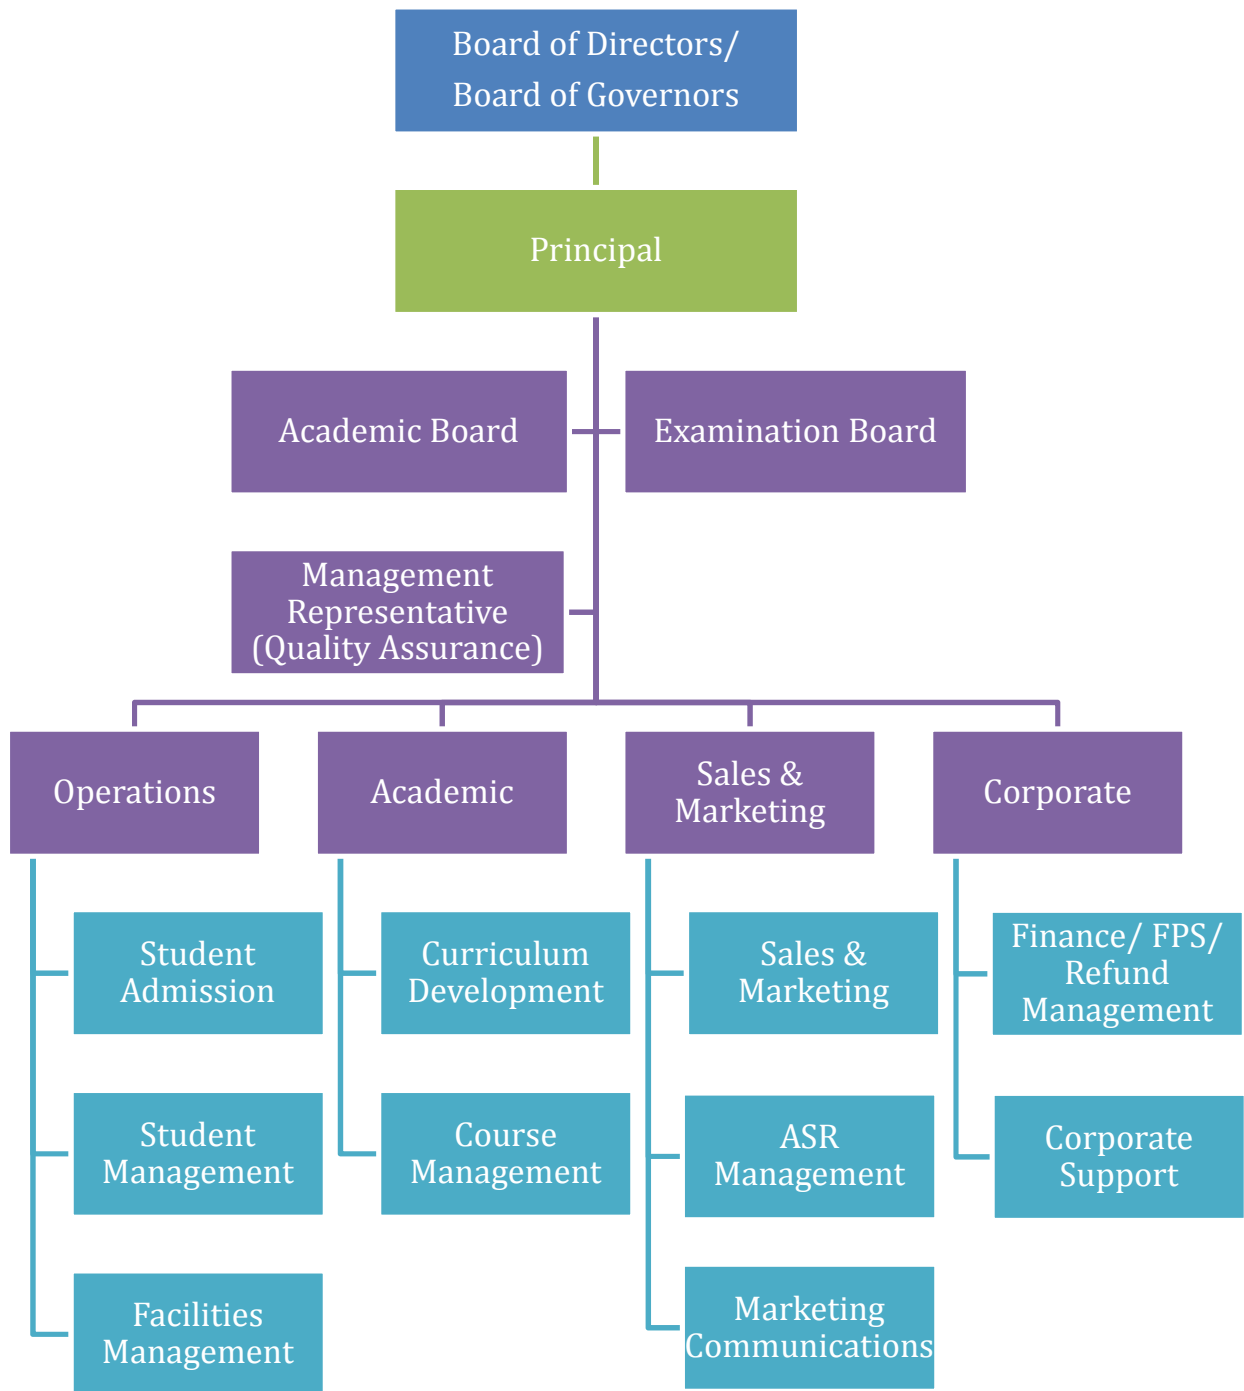 Board of Directors/
Board of Governors
Principal
Academic Board
Examination Board
Management
Representative
(Quality Assurance)
Operations
Academic
Sales &
Marketing
Corporate
Student
Admission
Curriculum
Development
Sales &
Marketing
Finance/ FPS/
Refund
Management
Student
Management
Course
Management
ASR
Management
Corporate
Support
Facilities
Management
Marketing
Communications